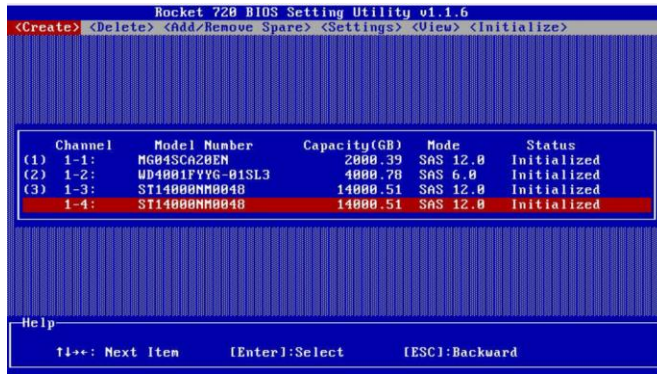 Rocket 720 BIOS Setting Utility v1.1.6
<Create> <Delete> <Add/Remove Spare> <Settings> <View> <Initialize>
Channel Model Number Capacity(GB) Mode Status
(1) 1-1: MG04SCA20EN 2000.39 SAS 12.0 Initialized
(2) 1-2: WD4001FYYG-01SL3 4000.78 SAS 6.0 Initialized
(3) 1-3: ST14000NM0048 14000.51 SAS 12.0 Initialized
1-4: ST14000NM0048 14000.51 SAS 12.0 Initialized
Help
↑↓→←: Next Item [Enter]:Select [ESC]:Backward